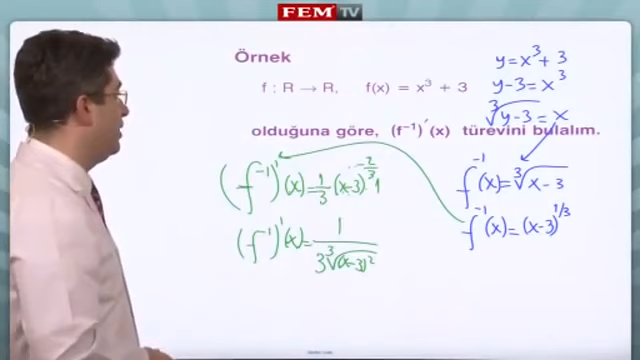 FEM TV
Örnek
f : R → R, f(x) = x³ + 3
olduğuna göre, (f⁻¹)′(x) türevini bulalım.
y = x³ + 3
y - 3 = x³
∛(y-3) = x
f⁻¹(x) = ∛(x-3)
f⁻¹(x) = (x-3)^(1/3)
(f⁻¹)′(x) = 1/3 (x-3)^(-2/3) · 1
(f⁻¹)′(x) = 1/(3∛(x-3)²)